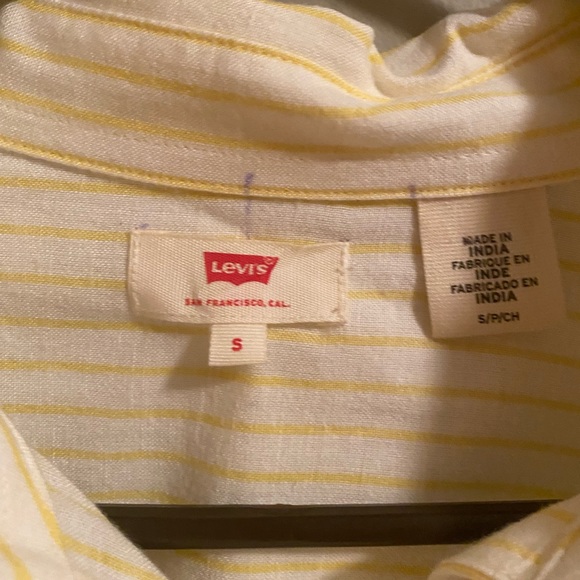 LEVI'S®
SAN FRANCISCO, CAL.
S
MADE IN
INDIA
FABRIQUE EN
INDE
FABRICADO EN
INDIA
S/P/CH